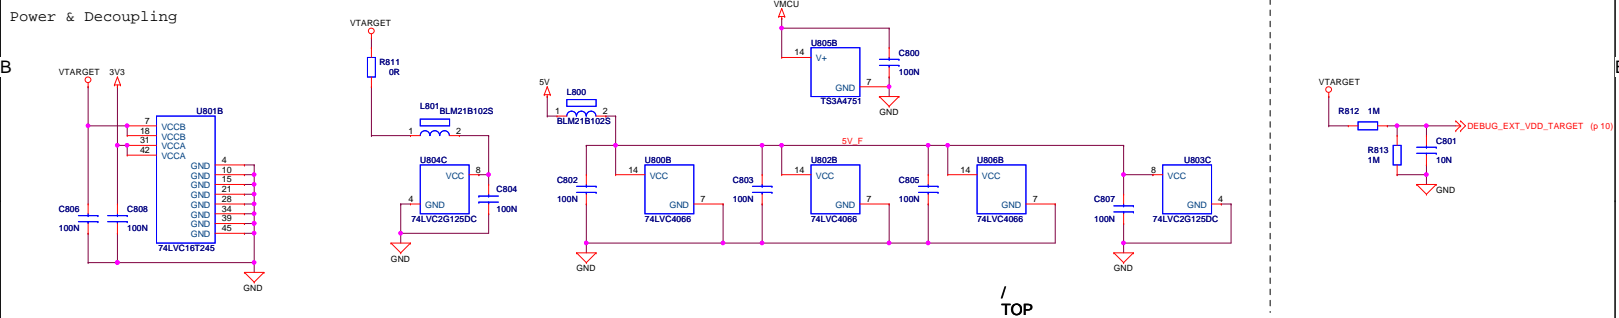 Power & Decoupling
B
VTARGET
3V3
U801B
7 VCCB
18 VCCB
31 VCCA
42 VCCA
GND 4
GND 10
GND 15
GND 21
GND 28
GND 34
GND 39
GND 45
74LVC16T245
C806
100N
C808
100N
GND
VTARGET
R811
0R
L801
BLM21B102S
1 2
U804C
VCC 8
4 GND
74LVC2G125DC
C804
100N
GND
5V
L800
1 2
BLM21B102S
5V_F
C802
100N
U800B
14 VCC
GND 7
74LVC4066
C803
100N
U802B
14 VCC
GND 7
74LVC4066
C805
100N
U806B
14 VCC
GND 7
74LVC4066
GND
VMCU
U805B
14 V+
GND 7
TS3A4751
C800
100N
GND
C807
100N
U803C
8 VCC
GND 4
74LVC2G125DC
GND
/
TOP
VTARGET
R812 1M
R813
1M
C801
10N
GND
DEBUG_EXT_VDD_TARGET (p 10)